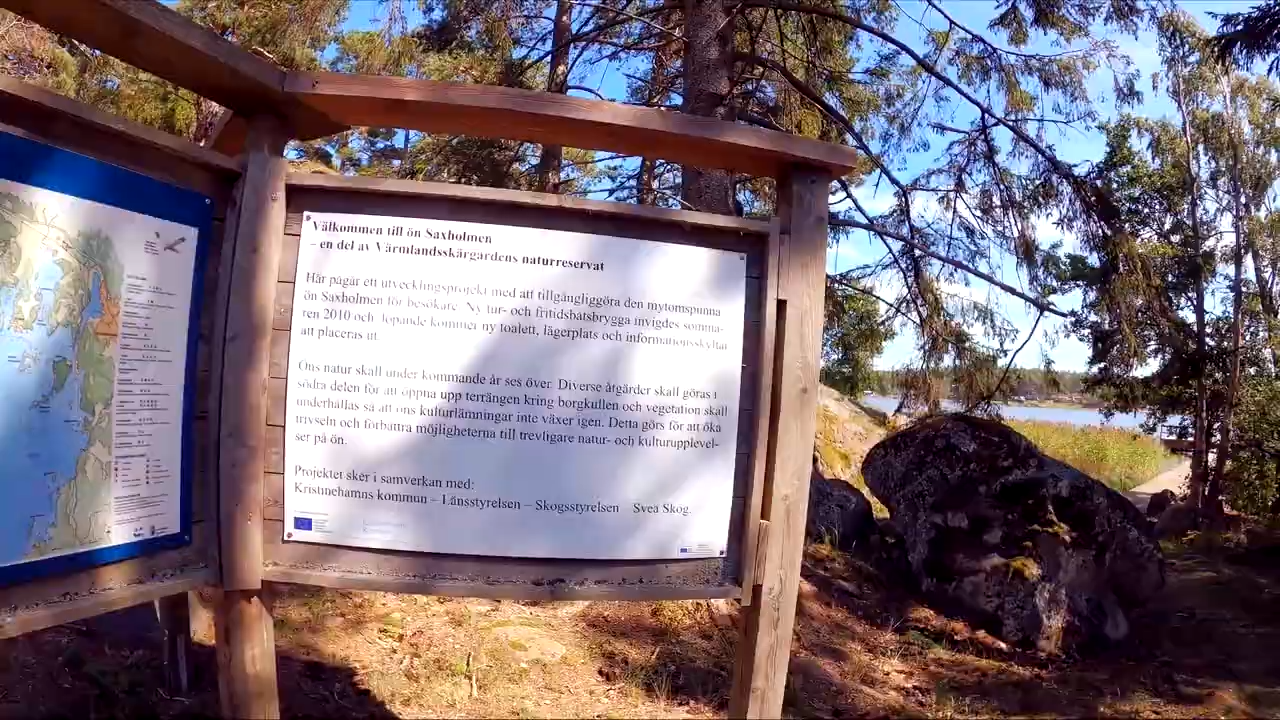 Välkommen till ön Saxholmen
– en del av Värmlandsskärgardens naturreservat
Här pågår ett utvecklingsprojekt med att tillgängliggöra den mytomspunna
ön Saxholmen för besökare. Ny tur- och fritidsbåtsbrygga invigdes somma-
ren 2010 och löpande kommer ny toalett, lägerplats och informationsskyltar
att placeras ut.
Öns natur skall under kommande år ses över. Diverse åtgärder skall göras i
södra delen för att öppna upp terrängen kring borgkullen och vegetation skall
underhållas så att öns kulturlämningar inte växer igen. Detta görs för att öka
trivseln och förbättra möjligheterna till trevligare natur- och kulturupplevel-
ser på ön.
Projektet sker i samverkan med:
Kristinehamns kommun – Länsstyrelsen – Skogsstyrelsen Svea Skog.